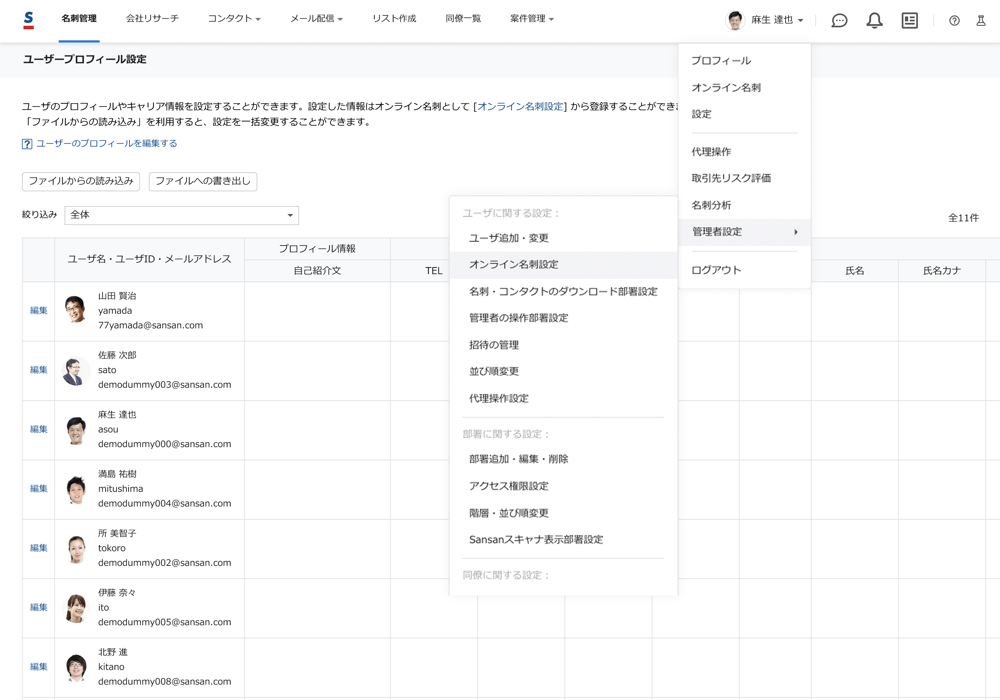 S
名刺管理
会社リサーチ
コンタクト
メール配信
リスト作成
同僚一覧
案件管理
麻生 達也
ユーザープロフィール設定
ユーザのプロフィールやキャリア情報を設定することができます。設定した情報はオンライン名刺として [オンライン名刺設定] から登録することができ
「ファイルからの読み込み」を利用すると、設定を一括変更することができます。
ユーザーのプロフィールを編集する
ファイルからの読み込み
ファイルへの書き出し
絞り込み
全体
全11件
プロフィール
オンライン名刺
設定
代理操作
取引先リスク評価
名刺分析
管理者設定
ログアウト
ユーザに関する設定：
ユーザ追加・変更
オンライン名刺設定
名刺・コンタクトのダウンロード部署設定
管理者の操作部署設定
招待の管理
並び順変更
代理操作設定
部署に関する設定：
部署追加・編集・削除
アクセス権限設定
階層・並び順変更
Sansanスキャナ表示部署設定
同僚に関する設定：
ユーザ名・ユーザID・メールアドレス
プロフィール情報
自己紹介文
TEL
氏名
氏名カナ
編集
山田 賢治
yamada
77yamada@sansan.com
編集
佐藤 次郎
sato
demodummy003@sansan.com
編集
麻生 達也
asou
demodummy000@sansan.com
編集
満島 祐樹
mitushima
demodummy004@sansan.com
編集
所 美智子
tokoro
demodummy002@sansan.com
編集
伊藤 奈々
ito
demodummy005@sansan.com
編集
北野 進
kitano
demodummy008@sansan.com